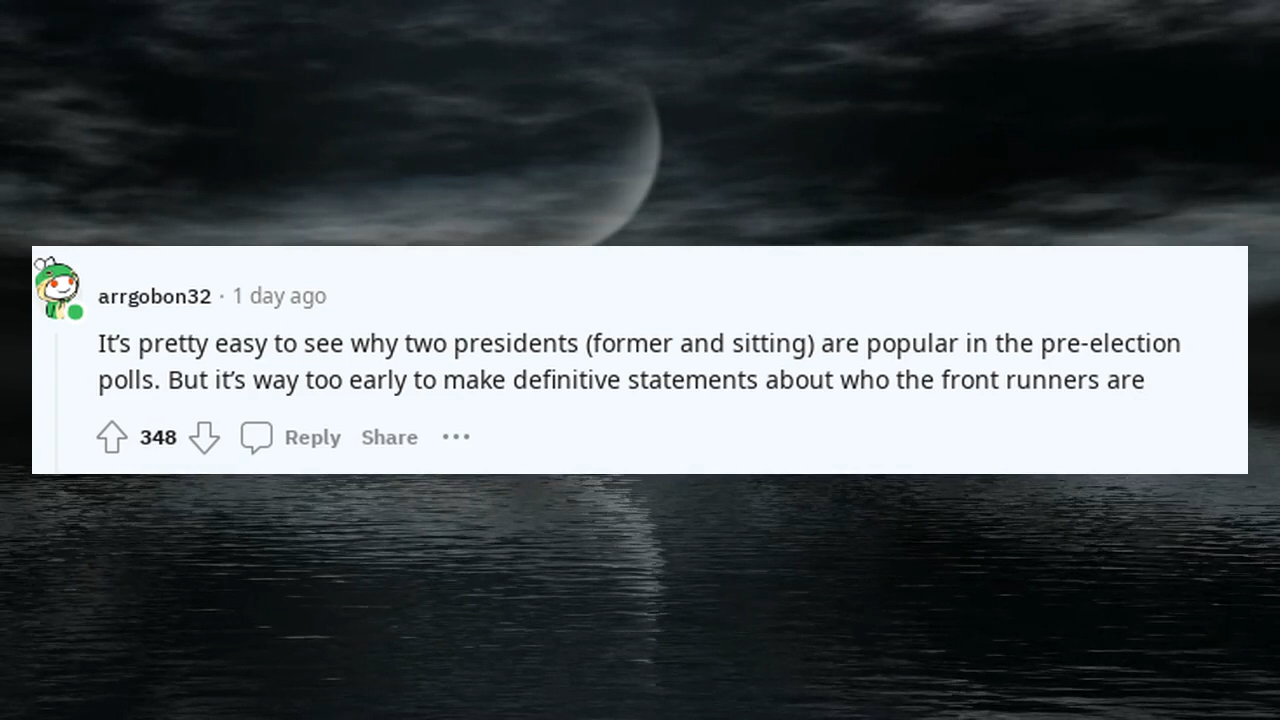 arrgobon32 · 1 day ago
It’s pretty easy to see why two presidents (former and sitting) are popular in the pre-election
polls. But it’s way too early to make definitive statements about who the front runners are
348 Reply Share ···